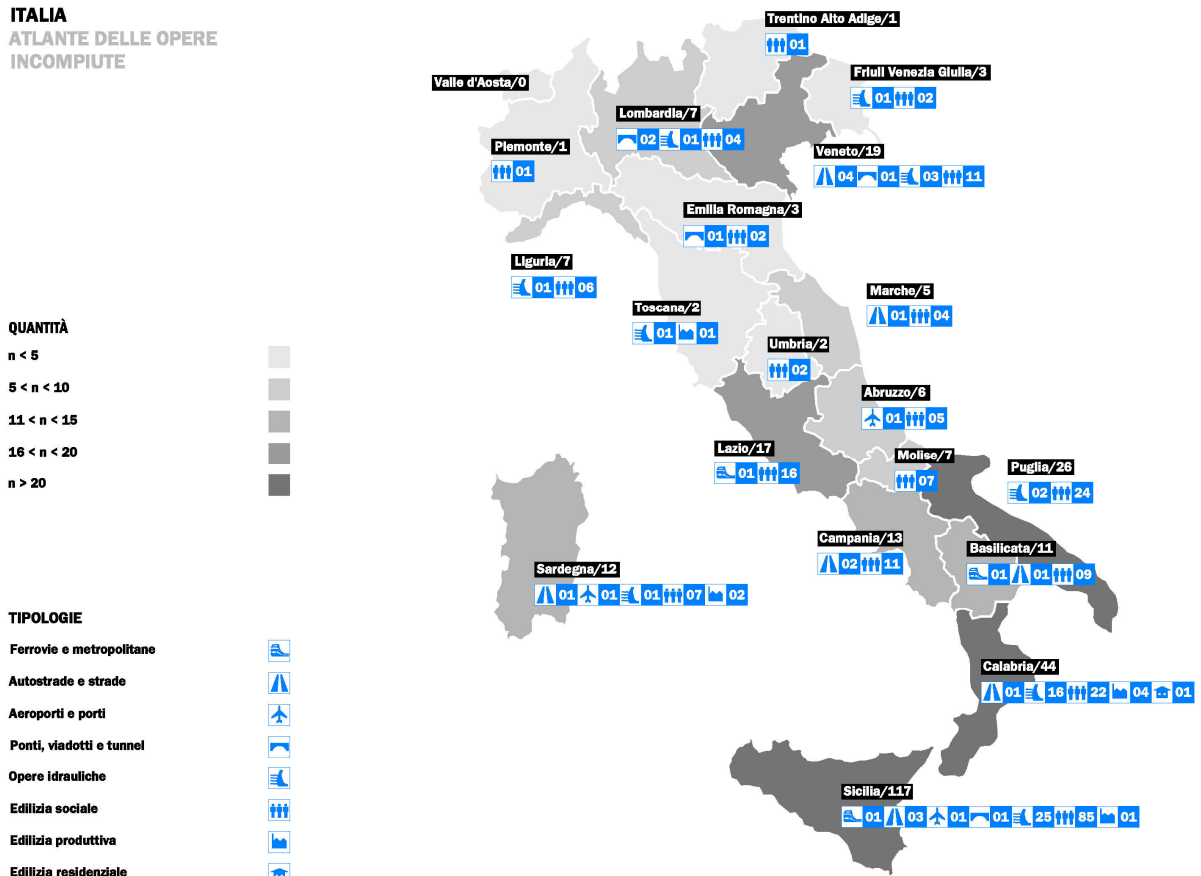 ITALIA
ATLANTE DELLE OPERE
INCOMPIUTE
Trentino Alto Adige/1
01
Valle d'Aosta/0
Friuli Venezia Giulia/3
01 02
Lombardia/7
02 01 04
Piemonte/1
01
Veneto/19
04 01 03 11
Emilia Romagna/3
01 02
Liguria/7
01 06
Marche/5
01 04
Toscana/2
01 01
Umbria/2
02
Abruzzo/6
01 05
Lazio/17
01 16
Molise/7
07
Puglia/26
02 24
Campania/13
02 11
Basilicata/11
01 01 09
Sardegna/12
01 01 01 07 02
Calabria/44
01 16 22 04 01
Sicilia/117
01 03 01 01 25 85 01
QUANTITÀ
n < 5
5 < n < 10
11 < n < 15
16 < n < 20
n > 20
TIPOLOGIE
Ferrovie e metropolitane
Autostrade e strade
Aeroporti e porti
Ponti, viadotti e tunnel
Opere idrauliche
Edilizia sociale
Edilizia produttiva
Edilizia residenziale